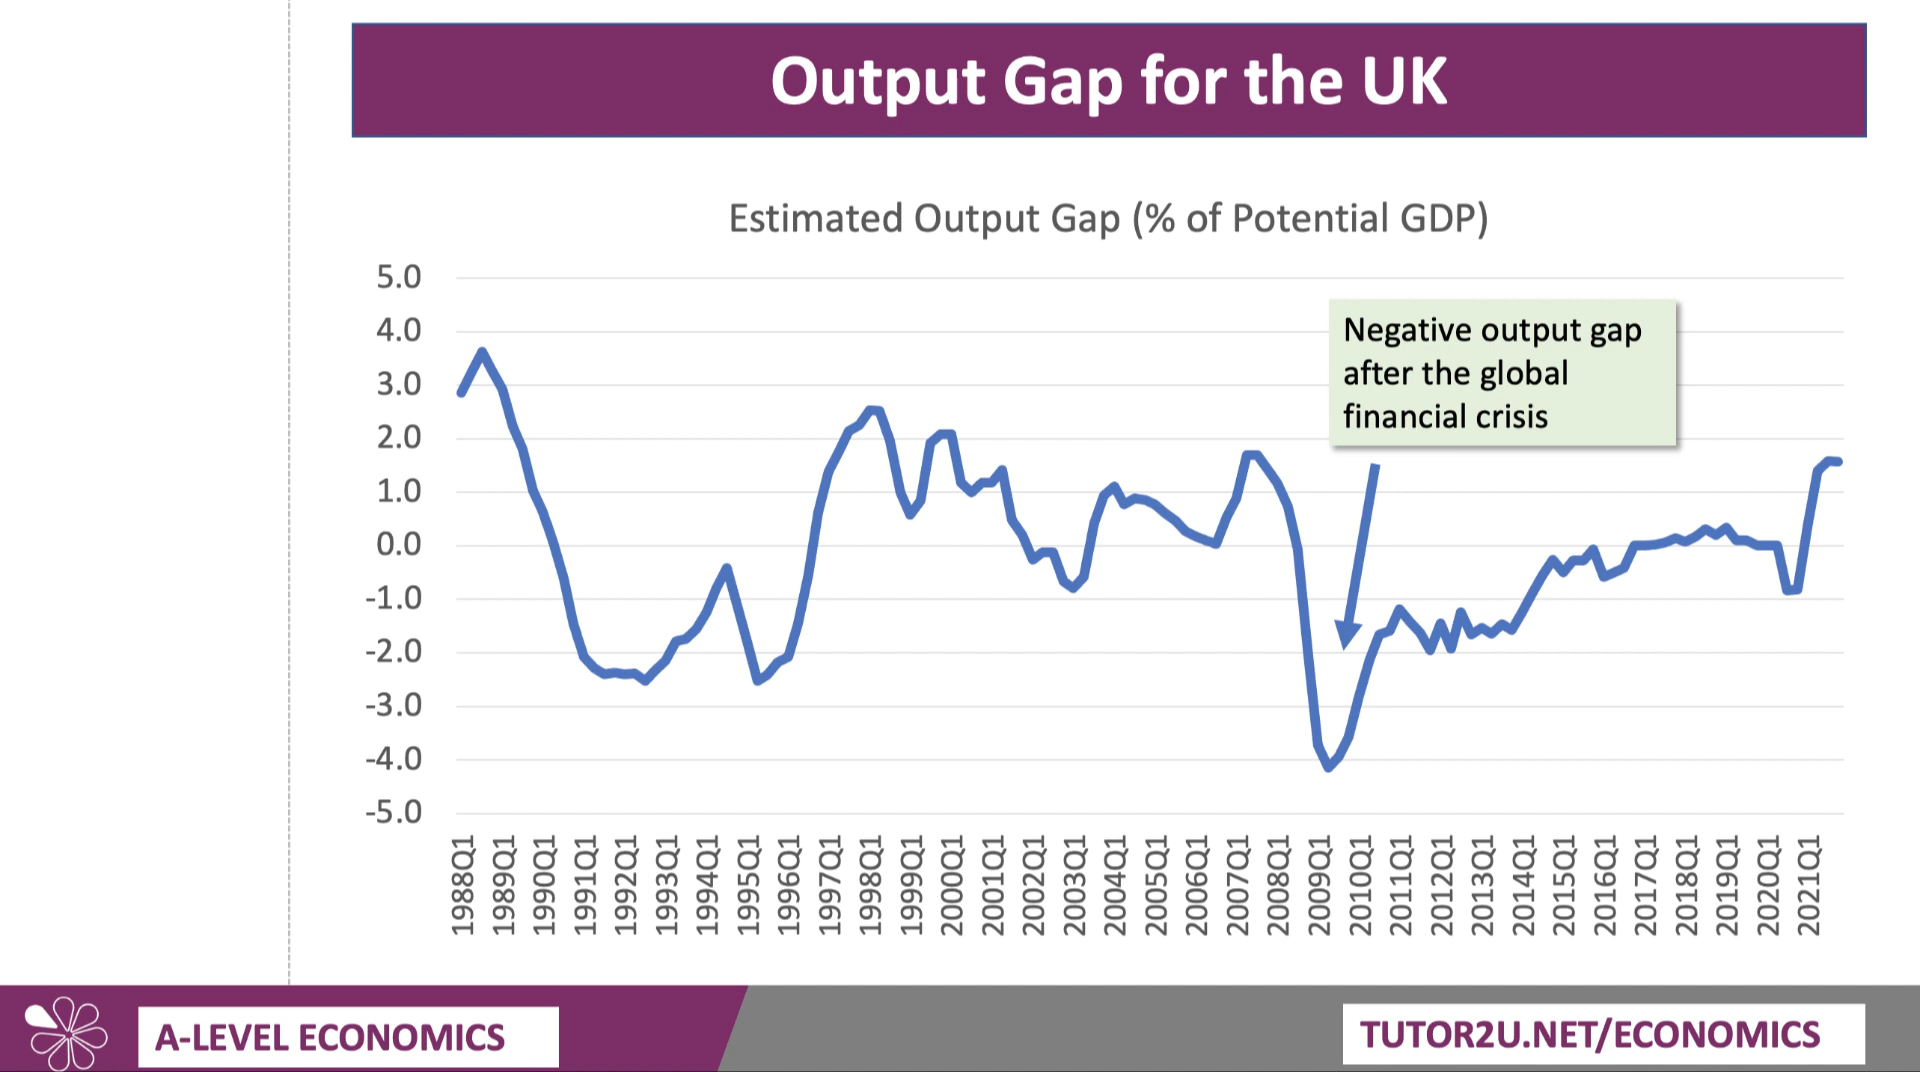 Output Gap for the UK
Estimated Output Gap (% of Potential GDP)
5.0
4.0
3.0
2.0
1.0
0.0
-1.0
-2.0
-3.0
-4.0
-5.0
Negative output gap
after the global
financial crisis
1988Q1
1989Q1
1990Q1
1991Q1
1992Q1
1993Q1
1994Q1
1995Q1
1996Q1
1997Q1
1998Q1
1999Q1
2000Q1
2001Q1
2002Q1
2003Q1
2004Q1
2005Q1
2006Q1
2007Q1
2008Q1
2009Q1
2010Q1
2011Q1
2012Q1
2013Q1
2014Q1
2015Q1
2016Q1
2017Q1
2018Q1
2019Q1
2020Q1
2021Q1
A-LEVEL ECONOMICS
TUTOR2U.NET/ECONOMICS